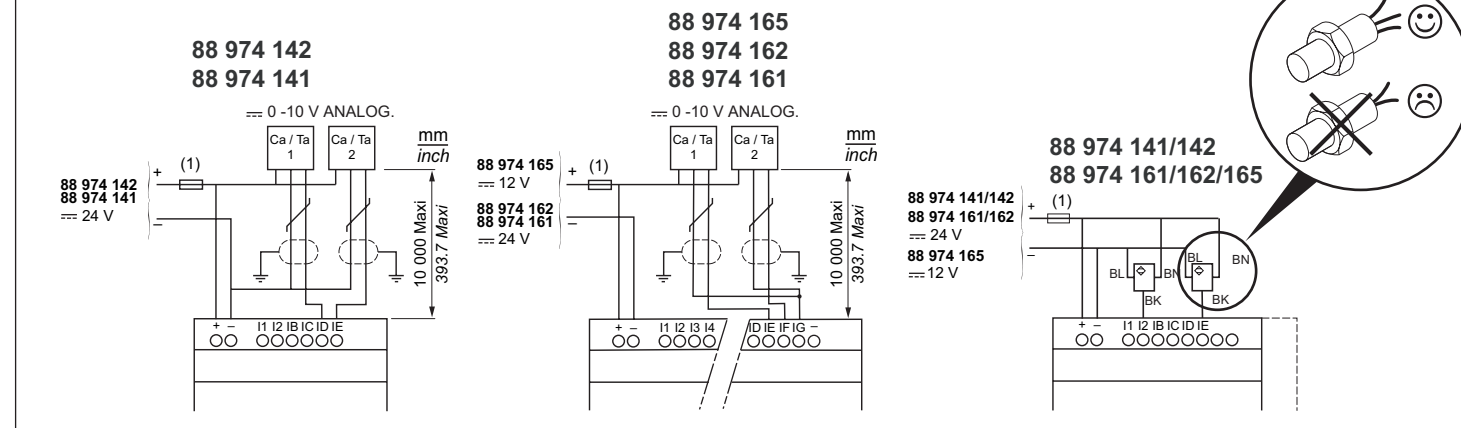 88 974 142
88 974 141
⎓ 0 -10 V ANALOG.
Ca / Ta
1
Ca / Ta
2
mm
inch
88 974 142
88 974 141
⎓ 24 V
+
(1)
–
10 000 Maxi
393.7 Maxi
+ – I1 I2 IB IC ID IE
88 974 165
88 974 162
88 974 161
⎓ 0 -10 V ANALOG.
Ca / Ta
1
Ca / Ta
2
mm
inch
88 974 165
⎓ 12 V
88 974 162
88 974 161
⎓ 24 V
+
(1)
–
10 000 Maxi
393.7 Maxi
+ – I1 I2 I3 I4 ID IE IF IG –
88 974 141/142
88 974 161/162/165
88 974 141/142
88 974 161/162
⎓ 24 V
88 974 165
⎓ 12 V
+
(1)
–
BL
BN
BK
BL
BN
BK
+ – I1 I2 IB IC ID IE